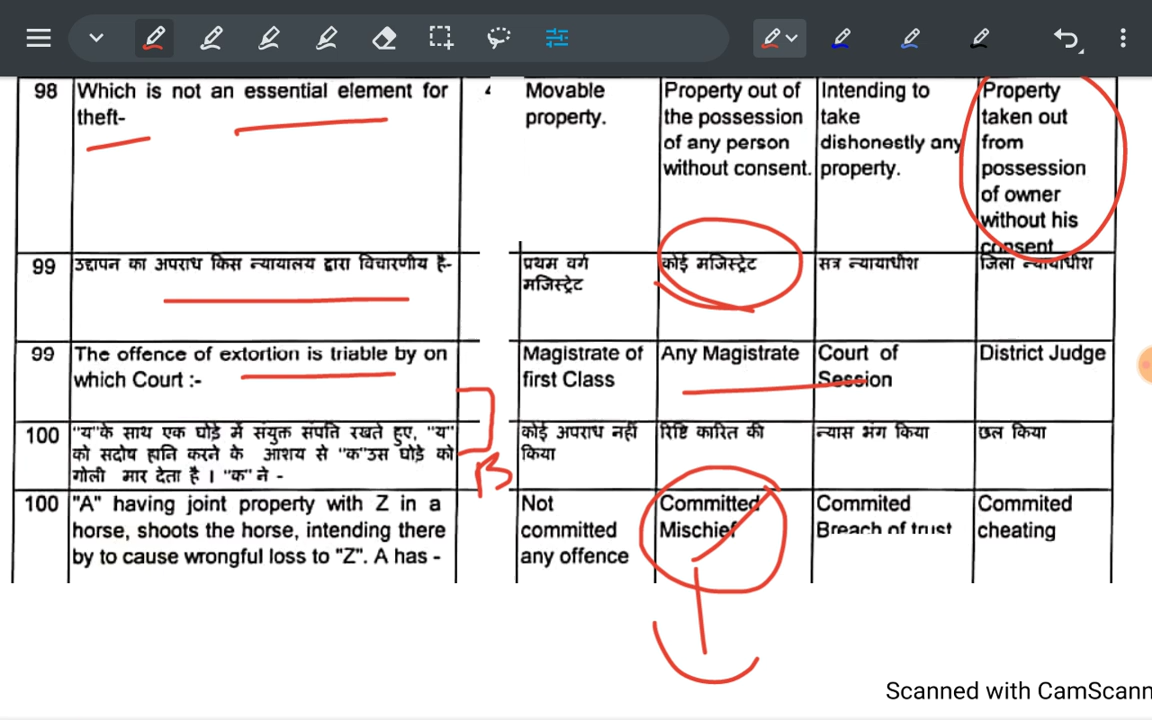 98 Which is not an essential element for
theft-
Movable
property.
Property out of
the possession
of any person
without consent.
Intending to
take
dishonestly any
property.
Property
taken out
from
possession
of owner
without his
consent
99 उद्दापन का अपराध किस न्यायालय द्वारा विचारणीय है-
प्रथम वर्ग
मजिस्ट्रेट
कोई मजिस्ट्रेट
सत्र न्यायाधीश
जिला न्यायाधीश
99 The offence of extortion is triable by on
which Court :-
Magistrate of
first Class
Any Magistrate
Court of
Session
District Judge
100 "य"के साथ एक घोड़े में संयुक्त संपति रखते हुए, "य"
को सदोष हानि करने के आशय से "क"उस घोड़े को
गोली मार देता है । "क" ने -
कोई अपराध नहीं
किया
रिष्टि कारित की
न्यास भंग किया
छल किया
B
100 "A" having joint property with Z in a
horse, shoots the horse, intending there
by to cause wrongful loss to "Z". A has -
Not
committed
any offence
Committed
Mischief
Commited
Breach of trust
Commited
cheating
Scanned with CamScann